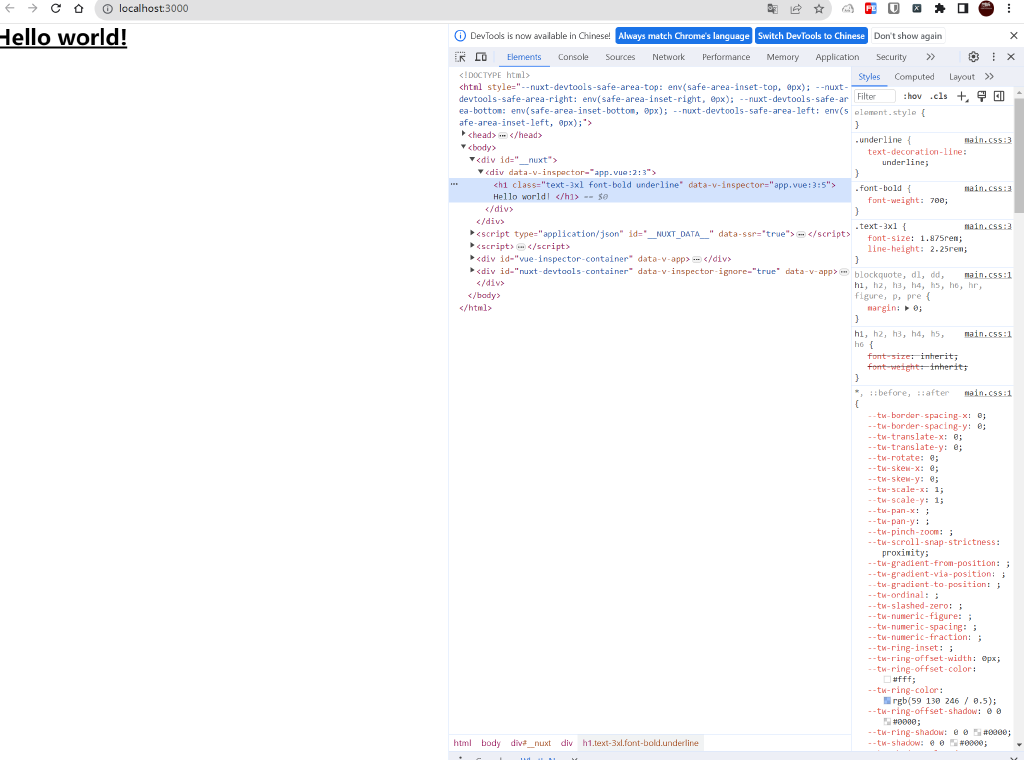 localhost:3000
Hello world!
DevTools is now available in Chinese! Always match Chrome's language Switch DevTools to Chinese Don't show again
Elements Console Sources Network Performance Memory Application Security
<!DOCTYPE html>
<html style="--nuxt-devtools-safe-area-top: env(safe-area-inset-top, 0px); --nuxt-
devtools-safe-area-right: env(safe-area-inset-right, 0px); --nuxt-devtools-safe-ar
ea-bottom: env(safe-area-inset-bottom, 0px); --nuxt-devtools-safe-area-left: env(s
afe-area-inset-left, 0px);">
<head> … </head>
<body>
<div id="__nuxt">
<div data-v-inspector="app.vue:2:3">
<h1 class="text-3xl font-bold underline" data-v-inspector="app.vue:3:5">
Hello world! </h1> == $0
</div>
</div>
<script type="application/json" id="__NUXT_DATA__" data-ssr="true"> … </script>
<script> … </script>
<div id="vue-inspector-container" data-v-app> … </div>
<div id="nuxt-devtools-container" data-v-inspector-ignore="true" data-v-app> …
</div>
</body>
</html>
html body div#__nuxt div h1.text-3xl.font-bold.underline
Styles Computed Layout
Filter :hov .cls
element.style {
}
.underline { main.css:3
text-decoration-line:
underline;
}
.font-bold { main.css:3
font-weight: 700;
}
.text-3xl { main.css:3
font-size: 1.875rem;
line-height: 2.25rem;
}
blockquote, dl, dd, main.css:1
h1, h2, h3, h4, h5, h6, hr,
figure, p, pre {
margin: 0;
}
h1, h2, h3, h4, h5, main.css:1
h6 {
font-size: inherit;
font-weight: inherit;
}
*, ::before, ::after main.css:1
{
--tw-border-spacing-x: 0;
--tw-border-spacing-y: 0;
--tw-translate-x: 0;
--tw-translate-y: 0;
--tw-rotate: 0;
--tw-skew-x: 0;
--tw-skew-y: 0;
--tw-scale-x: 1;
--tw-scale-y: 1;
--tw-pan-x: ;
--tw-pan-y: ;
--tw-pinch-zoom: ;
--tw-scroll-snap-strictness:
proximity;
--tw-gradient-from-position: ;
--tw-gradient-via-position: ;
--tw-gradient-to-position: ;
--tw-ordinal: ;
--tw-slashed-zero: ;
--tw-numeric-figure: ;
--tw-numeric-spacing: ;
--tw-numeric-fraction: ;
--tw-ring-inset: ;
--tw-ring-offset-width: 0px;
--tw-ring-offset-color:
#fff;
--tw-ring-color:
rgb(59 130 246 / 0.5);
--tw-ring-offset-shadow: 0 0
#0000;
--tw-ring-shadow: 0 0 #0000;
--tw-shadow: 0 0 #0000;